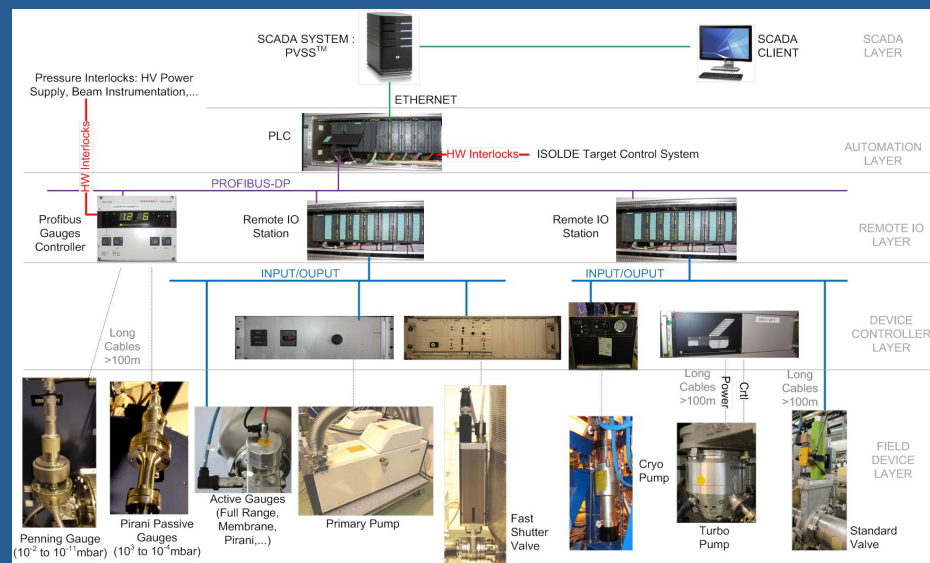 SCADA SYSTEM :
PVSS™
SCADA
CLIENT
SCADA
LAYER
Pressure Interlocks: HV Power
Supply, Beam Instrumentation,...
ETHERNET
PLC
HW Interlocks
HW Interlocks
ISOLDE Target Control System
AUTOMATION
LAYER
PROFIBUS-DP
Profibus
Gauges
Controller
Remote IO
Station
Remote IO
Station
REMOTE IO
LAYER
INPUT/OUPUT
INPUT/OUPUT
Long
Cables
>100m
DEVICE
CONTROLLER
LAYER
Long
Cables
>100m
Power
Crtl
Long
Cables
>100m
FIELD
DEVICE
LAYER
Penning Gauge
(10⁻² to 10⁻¹¹mbar)
Pirani Passive
Gauges
(10³ to 10⁻⁴mbar)
Active Gauges
(Full Range,
Membrane,
Pirani,...)
Primary Pump
Fast
Shutter
Valve
Cryo
Pump
Turbo
Pump
Standard
Valve